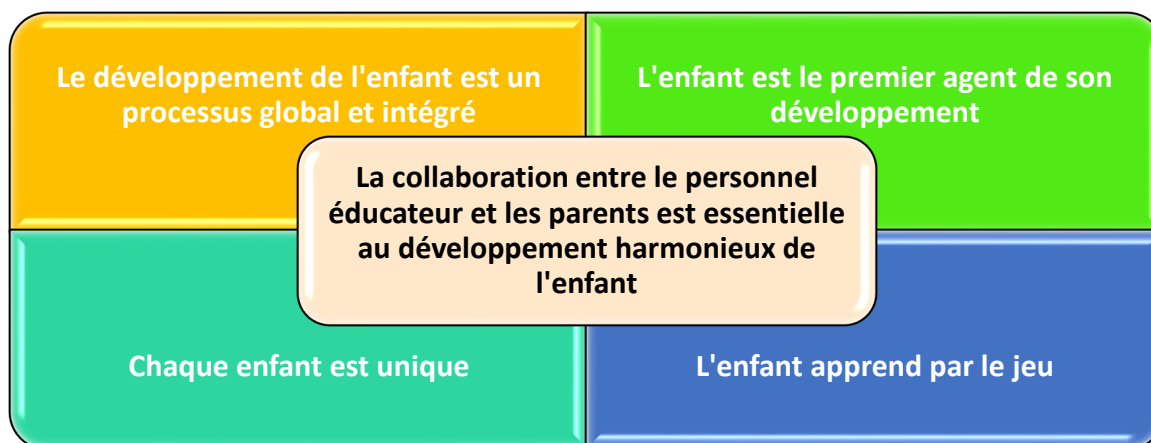 Le développement de l'enfant est un
processus global et intégré
L'enfant est le premier agent de son
développement
La collaboration entre le personnel
éducateur et les parents est essentielle
au développement harmonieux de
l'enfant
Chaque enfant est unique
L'enfant apprend par le jeu